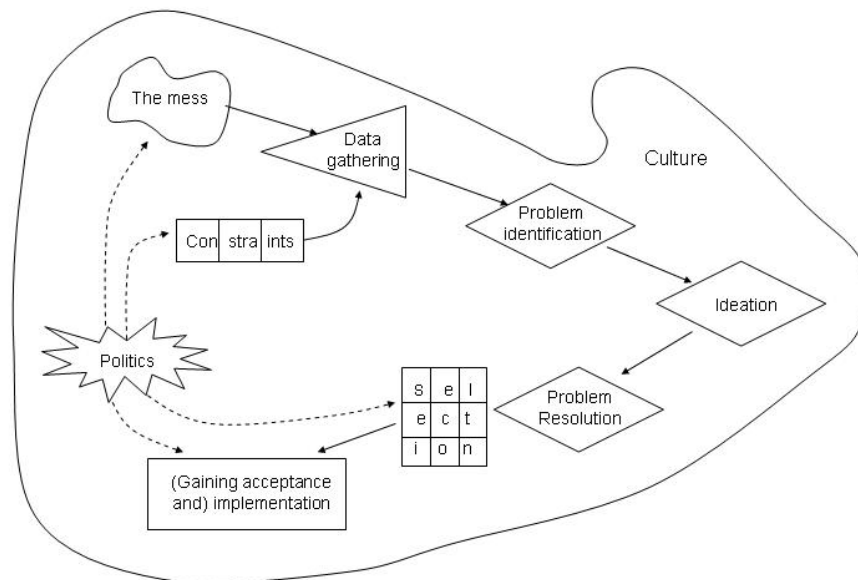 The mess
Data
gathering
Culture
Problem
identification
Con stra ints
Ideation
Politics
s e l
e c t
i o n
Problem
Resolution
(Gaining acceptance
and) implementation